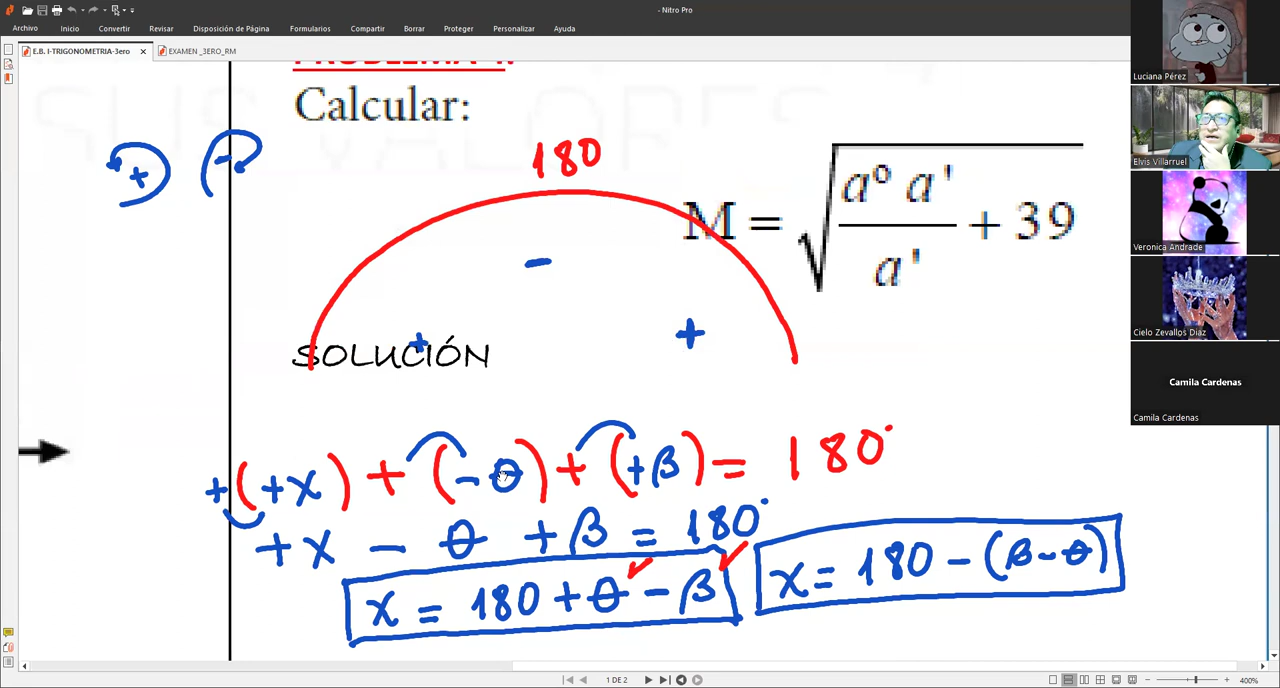 - Nitro Pro
Archivo Inicio Convertir Revisar Disposición de Página Formularios Compartir Borrar Proteger Personalizar Ayuda
E.B. I-TRIGONOMETRIA-3ero × EXAMEN _3ERO_RM
PROBLEMA 1:
Calcular:
180
+ -
M = √(a° a' / a' + 39)
-
+ +
SOLUCIÓN
+(+x) + (-θ) + (+β) = 180°
+x - θ + β = 180°
x = 180 + θ - β
x = 180 - (β - θ)
Luciana Pérez
Elvis Villarruel
Veronica Andrade
Cielo Zevallos Diaz
Camila Cardenas
Camila Cardenas
1 DE 2
400%